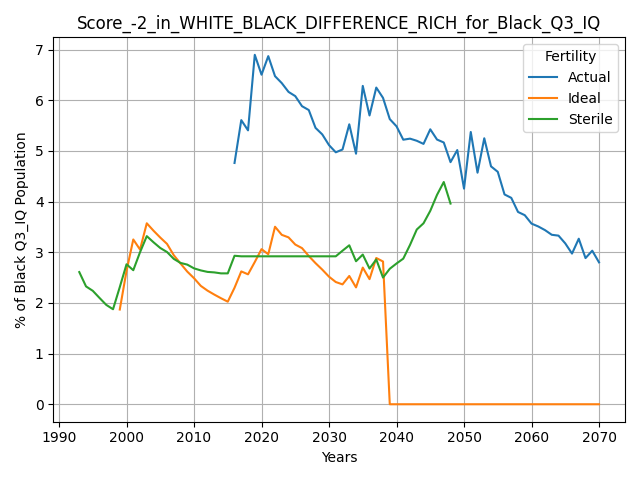 Score_-2_in_WHITE_BLACK_DIFFERENCE_RICH_for_Black_Q3_IQ
% of Black Q3_IQ Population
7
6
5
4
3
2
1
0
Fertility
Actual
Ideal
Sterile
1990 2000 2010 2020 2030 2040 2050 2060 2070
Years